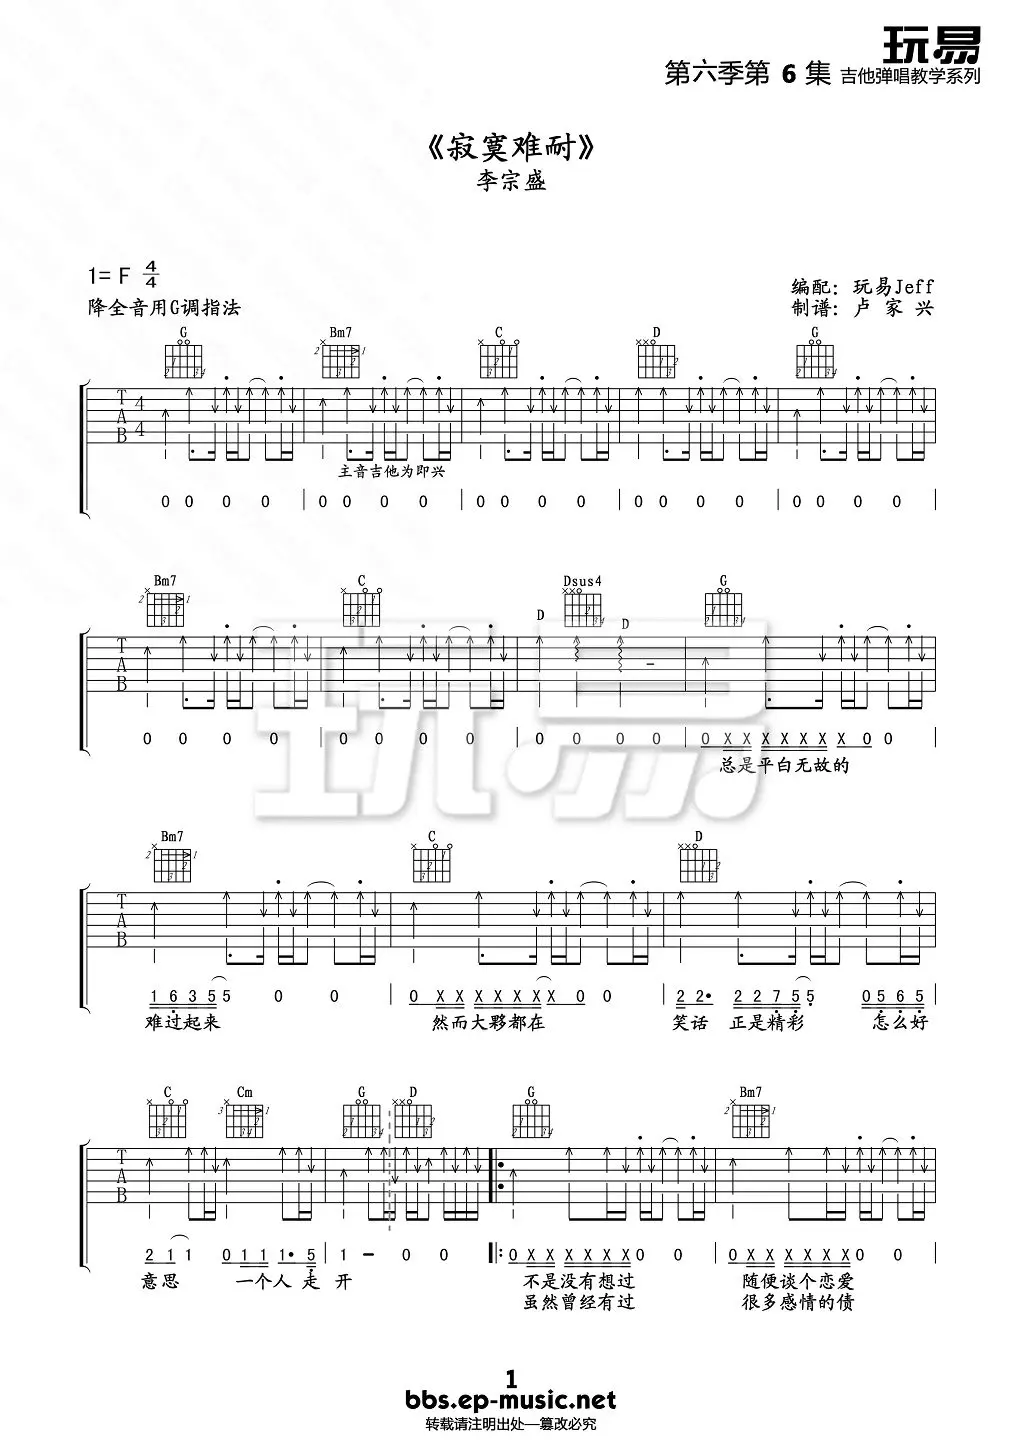 玩易
第六季第 6 集 吉他弹唱教学系列
《寂寞难耐》
李宗盛
1= F 4/4
降全音用G调指法
编配：玩易Jeff
制谱：卢 家 兴
G Bm7 C D G
TAB 4/4
主音吉他为即兴
0 0 0 0 | 0 0 0 0 | 0 0 0 0 | 0 0 0 0 | 0 0 0 0 |
Bm7 C D Dsus4 D G
TAB
0 0 0 0 | 0 0 0 0 | 0 0 0 0 | 0 X X X X X X X 0 0 |
总是平白无故的
Bm7 C D
TAB
1 6 3 5 5 0 0 | 0 X X X X X X X 0 0 | 2 2• 2 2 7 5 5 0 5 6 5 |
难过起来 然而大夥都在 笑话 正是精彩 怎么好
C Cm G D G Bm7
TAB
2 1 1 0 1 1 1• 5 | 1 – 0 0 |: 0 X X X X X X X 0 0 | 0 X X X X X X X 0 0 |
意思 一个人 走 开 不是没有想过 随便谈个恋爱
虽然曾经有过 很多感情的债
1
bbs.ep-music.net
转载请注明出处—篡改必究
玩易